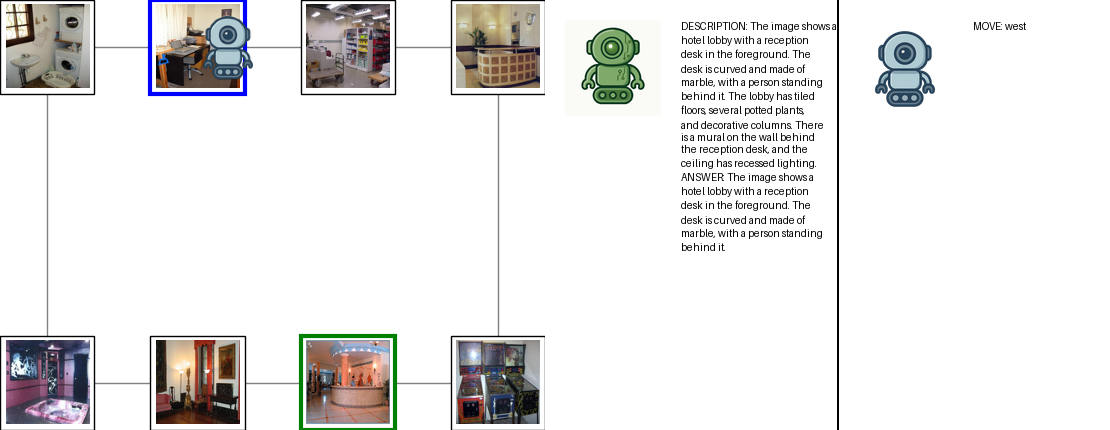 DESCRIPTION: The image shows a
hotel lobby with a reception
desk in the foreground. The
desk is curved and made of
marble, with a person standing
behind it. The lobby has tiled
floors, several potted plants,
and decorative columns. There
is a mural on the wall behind
the reception desk, and the
ceiling has recessed lighting.
ANSWER: The image shows a
hotel lobby with a reception
desk in the foreground. The
desk is curved and made of
marble, with a person standing
behind it.
MOVE: west